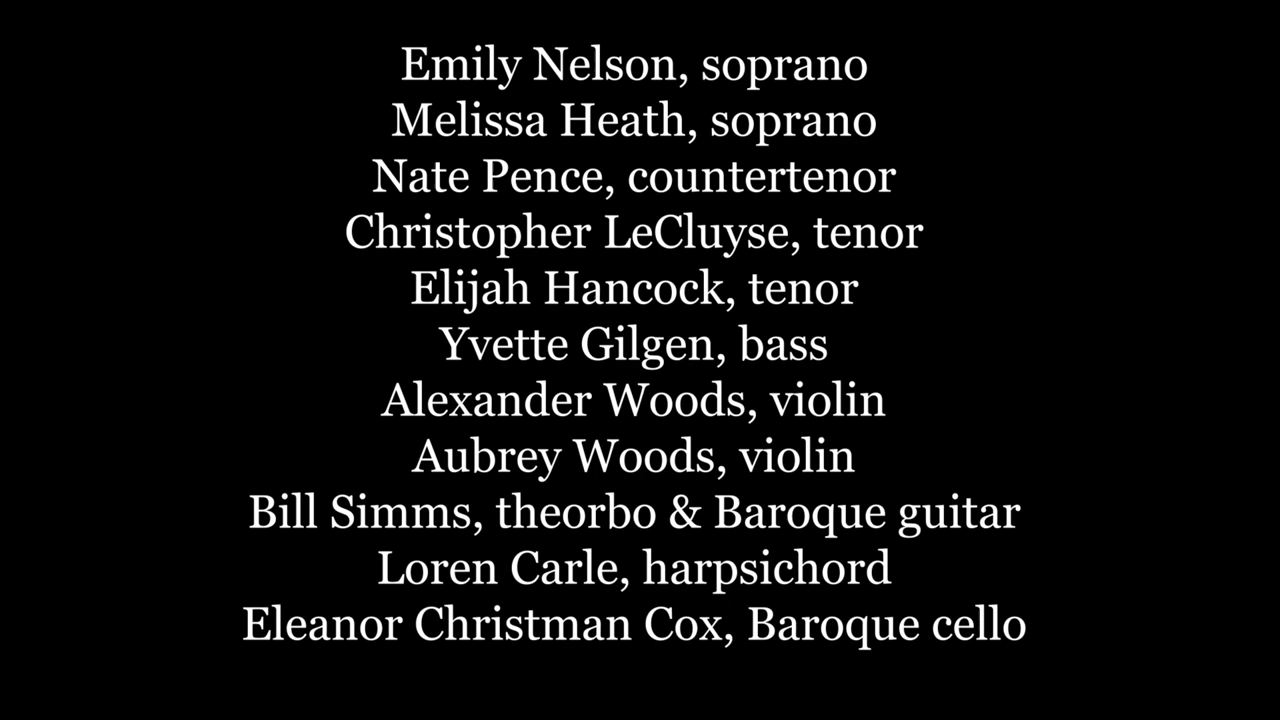 Emily Nelson, soprano
Melissa Heath, soprano
Nate Pence, countertenor
Christopher LeCluyse, tenor
Elijah Hancock, tenor
Yvette Gilgen, bass
Alexander Woods, violin
Aubrey Woods, violin
Bill Simms, theorbo & Baroque guitar
Loren Carle, harpsichord
Eleanor Christman Cox, Baroque cello